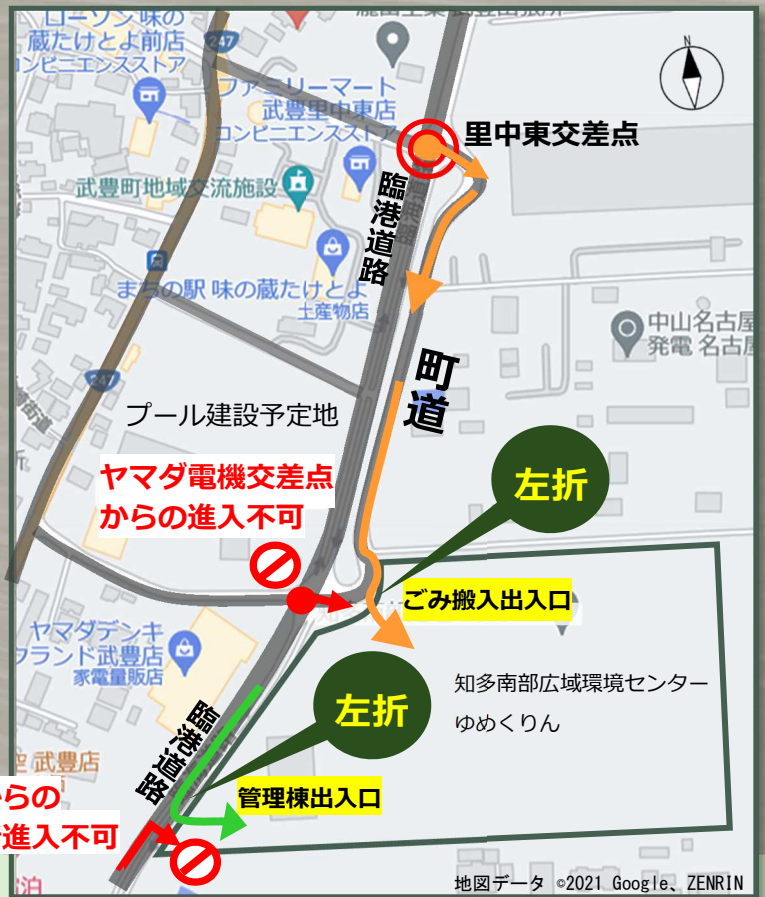 ローソン 味の
蔵たけとよ前店
コンビニエンスストア
247
ファミリーマート
武豊里中東店
コンビニエンスストア
N
里中東交差点
武豊町地域交流施設
臨港道路
まちの駅 味の蔵たけとよ
土産物店
中山名古屋
発電 名古屋
町道
247
プール建設予定地
ヤマダ電機交差点
からの進入不可
左折
ごみ搬入出入口
ヤマダデンキ
フランド武豊店
家電量販店
左折
知多南部広域環境センター
ゆめくりん
臨港道路
武豊店
管理棟出入口
からの
進入不可
泊
地図データ ©2021 Google、ZENRIN